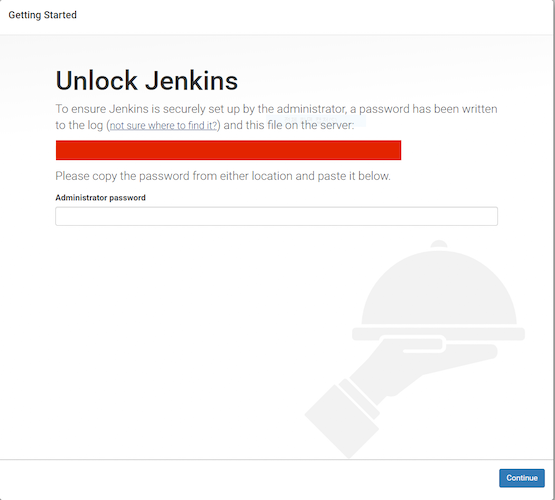 Getting Started
Unlock Jenkins
To ensure Jenkins is securely set up by the administrator, a password has been written
to the log (not sure where to find it?) and this file on the server:
Please copy the password from either location and paste it below.
Administrator password
Continue